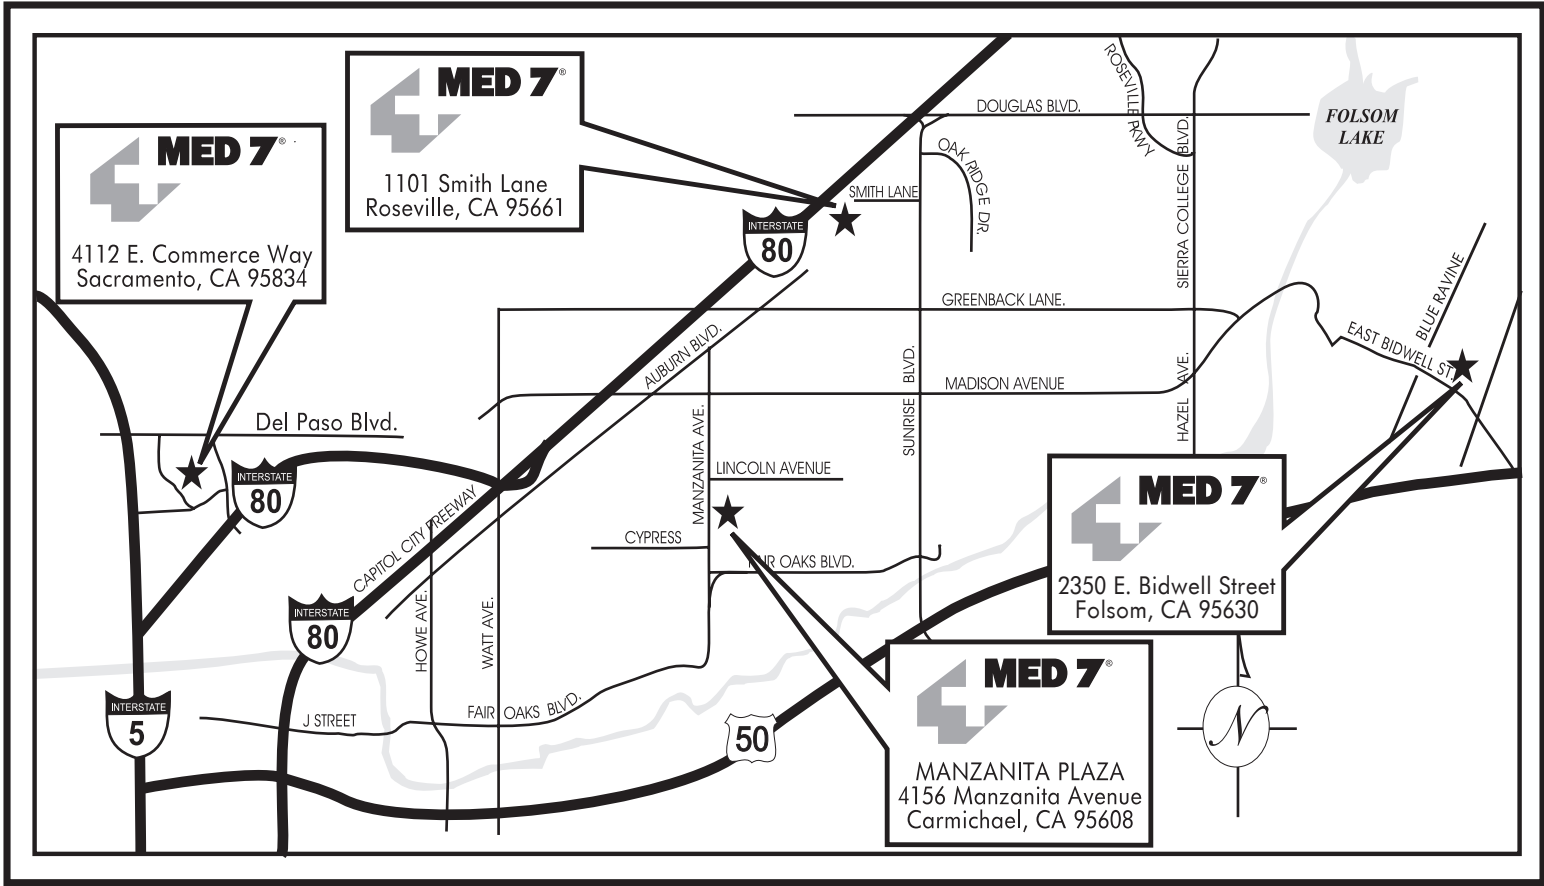 MED 7®
1101 Smith Lane
Roseville, CA 95661
MED 7®
4112 E. Commerce Way
Sacramento, CA 95834
DOUGLAS BLVD.
ROSEVILLE PKWY
FOLSOM
LAKE
OAK RIDGE DR.
SMITH LANE
INTERSTATE
80
SIERRA COLLEGE BLVD.
GREENBACK LANE.
BLUE RAVINE
EAST BIDWELL ST.
AUBURN BLVD.
MADISON AVENUE
SUNRISE BLVD.
HAZEL AVE.
Del Paso Blvd.
MANZANITA AVE.
LINCOLN AVENUE
INTERSTATE
80
CAPITOL CITY FREEWAY
CYPRESS
FAIR OAKS BLVD.
MED 7®
2350 E. Bidwell Street
Folsom, CA 95630
INTERSTATE
80
HOWE AVE.
WATT AVE.
INTERSTATE
5
J STREET
FAIR OAKS BLVD.
50
MED 7®
MANZANITA PLAZA
4156 Manzanita Avenue
Carmichael, CA 95608
N